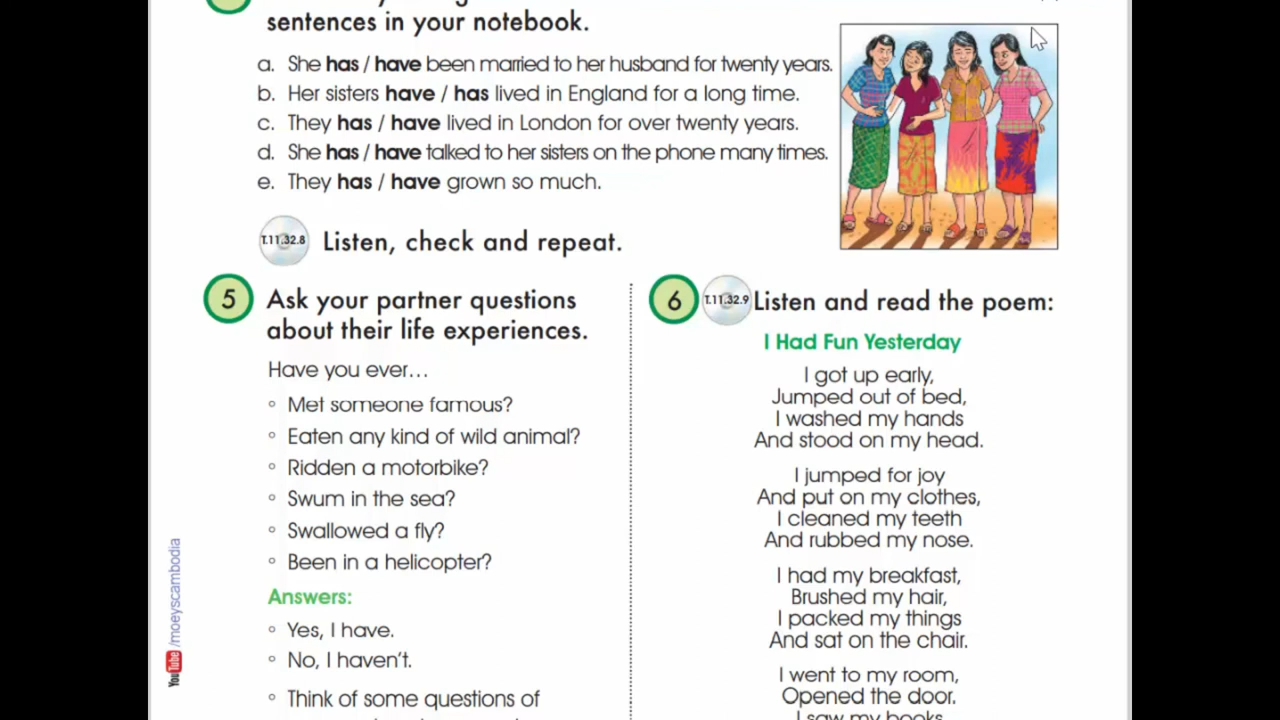 sentences in your notebook.
a. She has / have been married to her husband for twenty years.
b. Her sisters have / has lived in England for a long time.
c. They has / have lived in London for over twenty years.
d. She has / have talked to her sisters on the phone many times.
e. They has / have grown so much.
T.11.32.8 Listen, check and repeat.
5 Ask your partner questions
about their life experiences.
Have you ever…
° Met someone famous?
° Eaten any kind of wild animal?
° Ridden a motorbike?
° Swum in the sea?
° Swallowed a fly?
° Been in a helicopter?
Answers:
° Yes, I have.
° No, I haven't.
° Think of some questions of
6 T.11.32.9 Listen and read the poem:
I Had Fun Yesterday
I got up early,
Jumped out of bed,
I washed my hands
And stood on my head.
I jumped for joy
And put on my clothes,
I cleaned my teeth
And rubbed my nose.
I had my breakfast,
Brushed my hair,
I packed my things
And sat on the chair.
I went to my room,
Opened the door.
I saw my books
YouTube /moeyscambodia